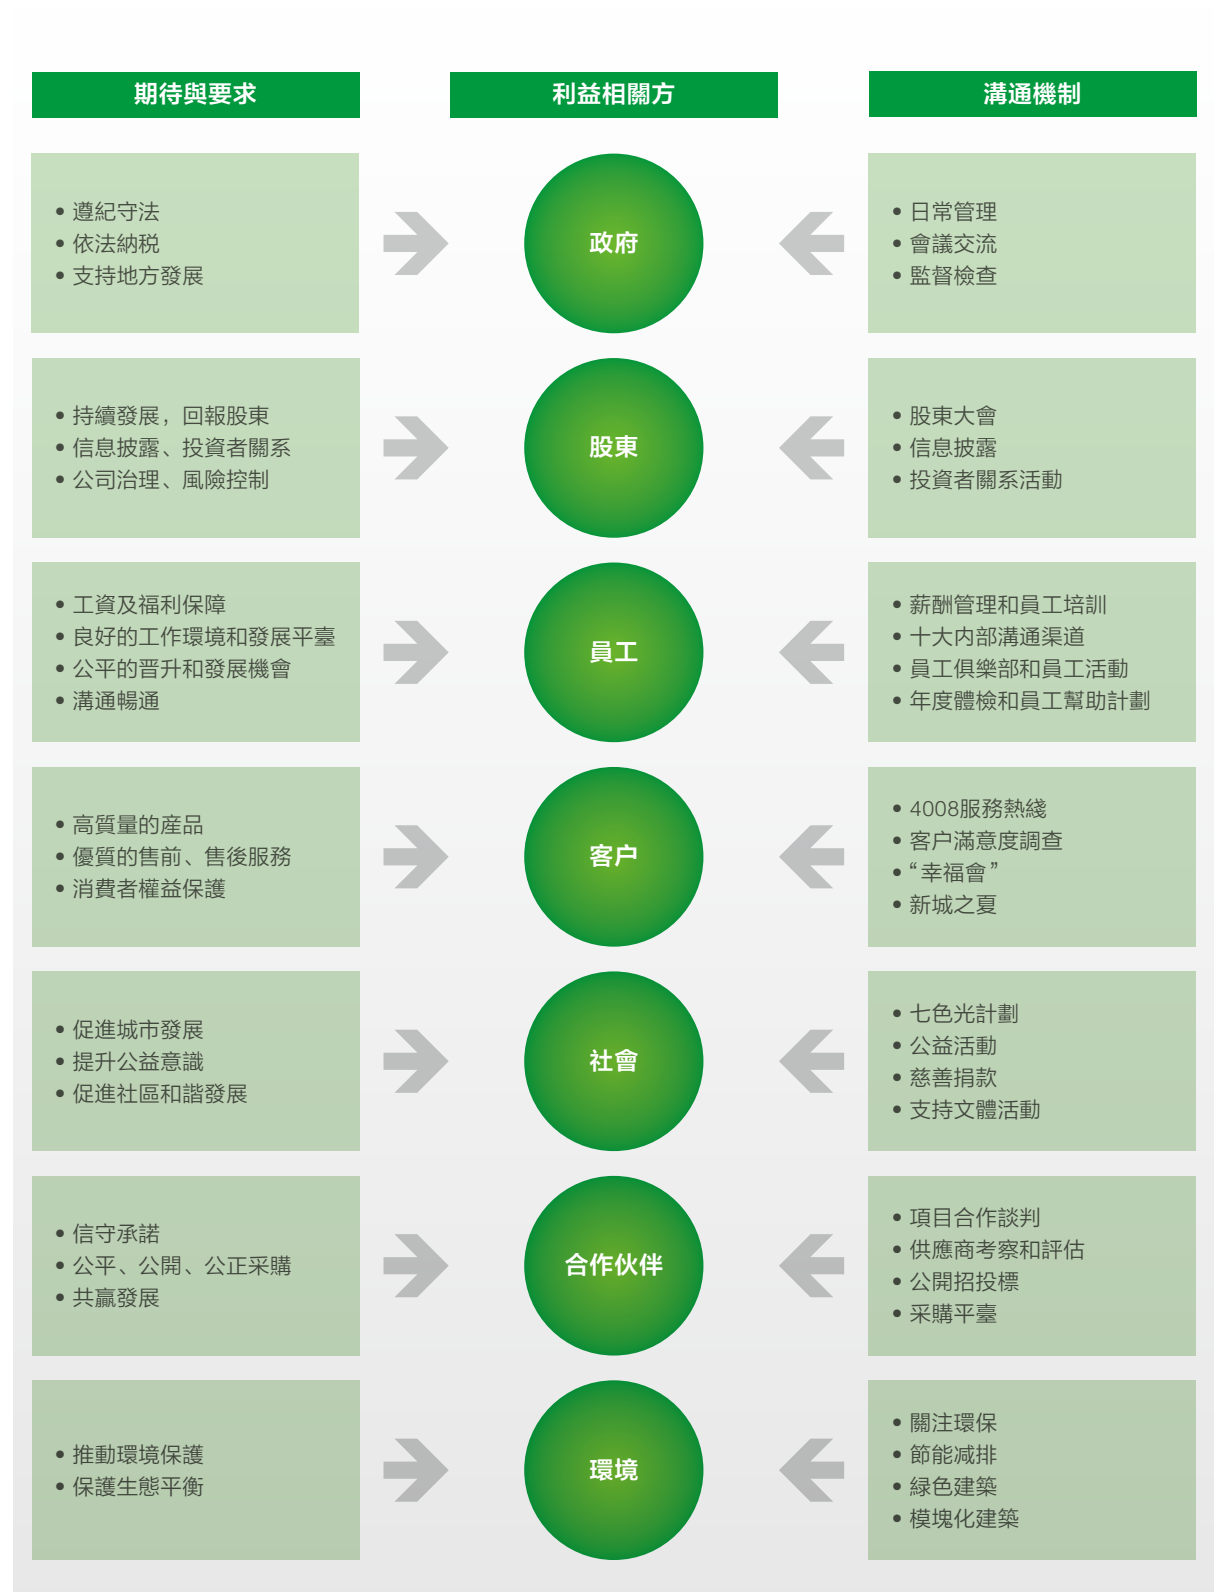 期待與要求
利益相關方
溝通機制
• 遵紀守法
• 依法納税
• 支持地方發展
政府
• 日常管理
• 會議交流
• 監督檢查
• 持續發展，回報股東
• 信息披露、投資者關系
• 公司治理、風險控制
股東
• 股東大會
• 信息披露
• 投資者關系活動
• 工資及福利保障
• 良好的工作環境和發展平臺
• 公平的晋升和發展機會
• 溝通暢通
員工
• 薪酬管理和員工培訓
• 十大内部溝通渠道
• 員工俱樂部和員工活動
• 年度體檢和員工幫助計劃
• 高質量的産品
• 優質的售前、售後服務
• 消費者權益保護
客户
• 4008服務熱綫
• 客户滿意度調查
• “幸福會”
• 新城之夏
• 促進城市發展
• 提升公益意識
• 促進社區和諧發展
社會
• 七色光計劃
• 公益活動
• 慈善捐款
• 支持文體活動
• 信守承諾
• 公平、公開、公正采購
• 共贏發展
合作伙伴
• 項目合作談判
• 供應商考察和評估
• 公開招投標
• 采購平臺
• 推動環境保護
• 保護生態平衡
環境
• 關注環保
• 節能减排
• 緑色建築
• 模塊化建築